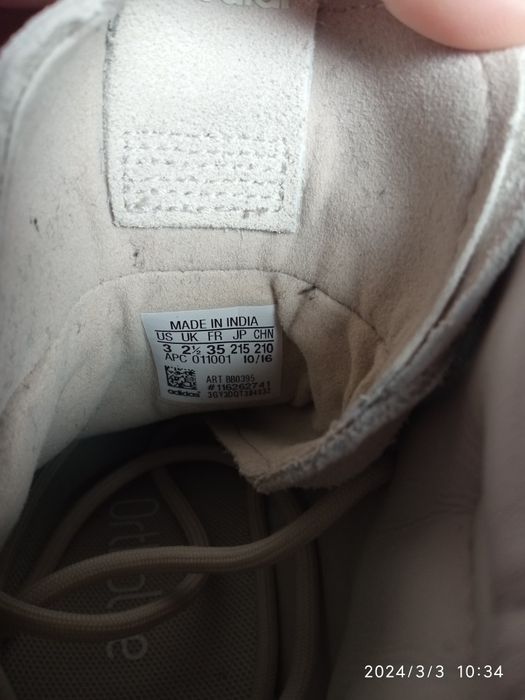 MADE IN INDIA
US UK FR JP CHN
3 2½ 35 215 210
APC 011001 10/16
ART BB0395
#116262741
adidas
Ortholite
2024/3/3 10:34